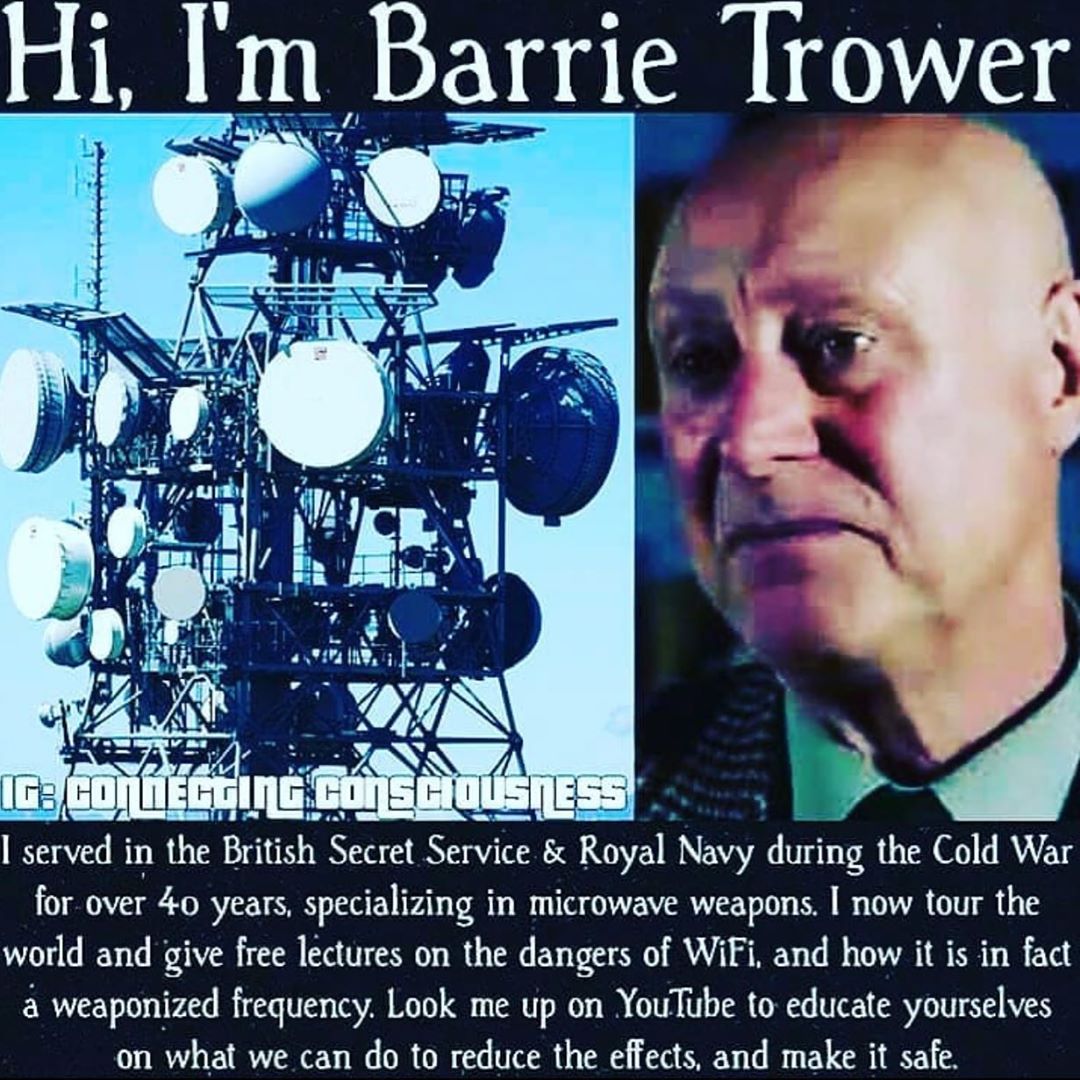 Hi, I'm Barrie Trower
IG: CONNECTING CONSCIOUSNESS
I served in the British Secret Service & Royal Navy during the Cold War
for over 40 years, specializing in microwave weapons. I now tour the
world and give free lectures on the dangers of WiFi, and how it is in fact
a weaponized frequency. Look me up on YouTube to educate yourselves
on what we can do to reduce the effects, and make it safe.